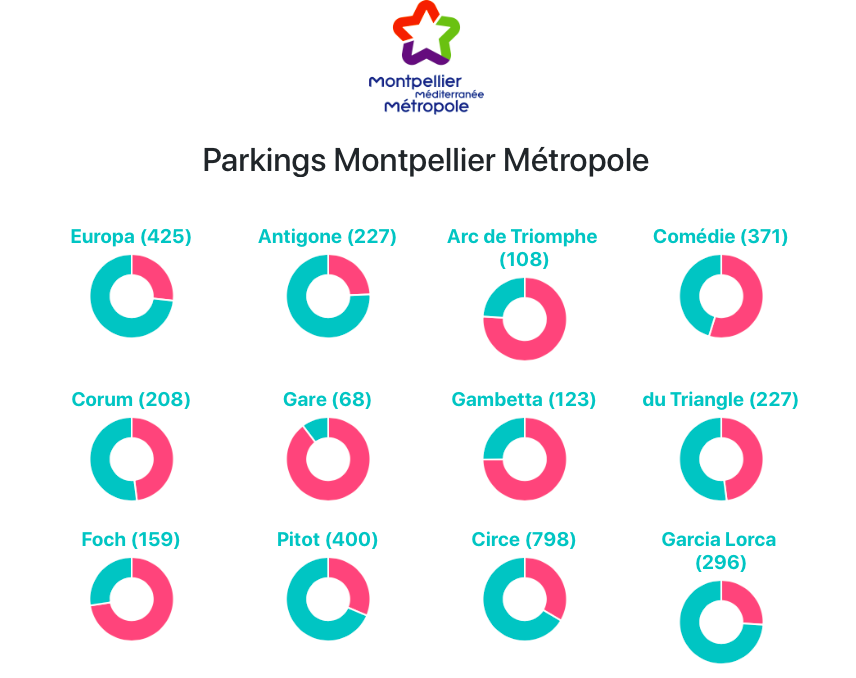 montpellier
méditerranée
métropole
Parkings Montpellier Métropole
Europa (425)
Antigone (227)
Arc de Triomphe
(108)
Comédie (371)
Corum (208)
Gare (68)
Gambetta (123)
du Triangle (227)
Foch (159)
Pitot (400)
Circe (798)
Garcia Lorca
(296)